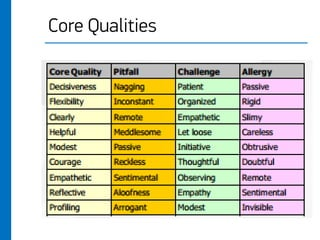 Core Qualities
Core Quality Pitfall Challenge Allergy
Decisiveness Nagging Patient Passive
Flexibility Inconstant Organized Rigid
Clearly Remote Empathetic Slimy
Helpful Meddlesome Let loose Careless
Modest Passive Initiative Obtrusive
Courage Reckless Thoughtful Doubtful
Empathetic Sentimental Observing Remote
Reflective Aloofness Empathy Sentimental
Profiling Arrogant Modest Invisible